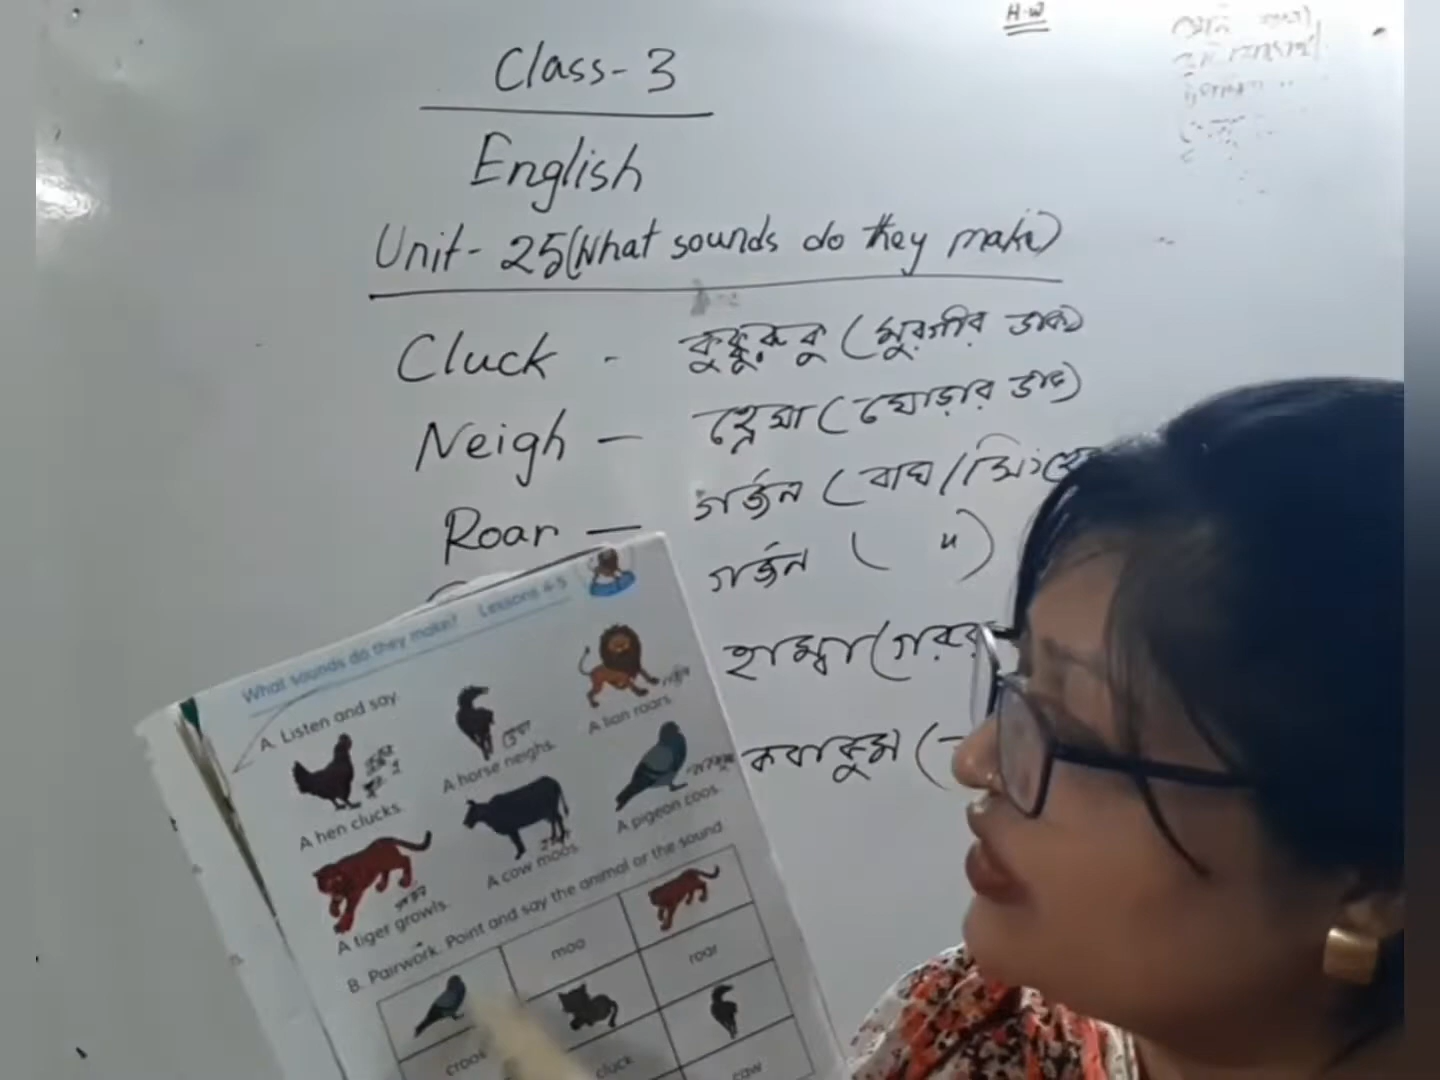 H.W
Class-3
English
Unit-25(What sounds do they make)
Cluck - কুক্কুরুকু (মুরগীর ডাক)
Neigh — হ্রেষা (ঘোড়ার ডাক)
Roar — গর্জন (বাঘ/
গর্জন ( " )
হাম্বা (গরুর
What sounds do they make? Lessons 4-5
A. Listen and say.
A hen clucks.
A horse neighs. হ্রেষা
A lion roars.
A tiger growls. গর্জন
A cow moos.
A pigeon coos.
B. Pairwork. Point and say the animal or the sound.
moo
roar
cluck
caw